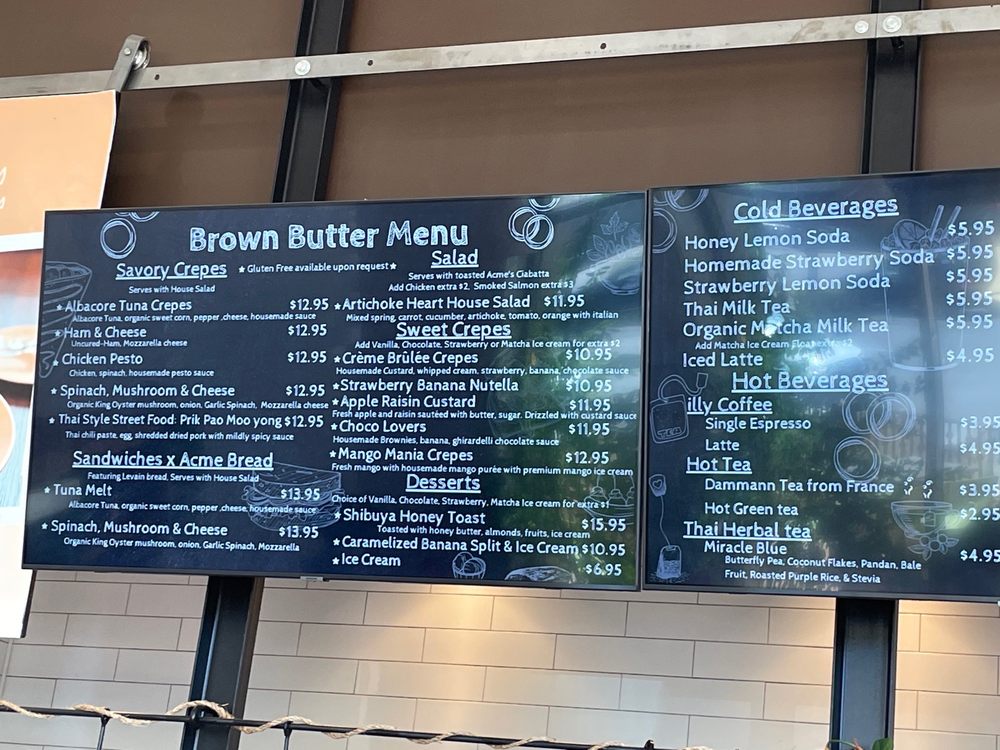 Brown Butter Menu
Savory Crepes ★ Gluten Free available upon request ★
Serves with House Salad
★ Albacore Tuna Crepes $12.95
Albacore Tuna, organic sweet corn, pepper ,cheese, housemade sauce
★ Ham & Cheese $12.95
Uncured-Ham, Mozzarella cheese
★ Chicken Pesto $12.95
Chicken, spinach, housemade pesto sauce
★ Spinach, Mushroom & Cheese $12.95
Organic King Oyster mushroom, onion, Garlic Spinach, Mozzarella cheese
★ Thai Style Street Food: Prik Pao Moo yong $12.95
Thai chili paste, egg, shredded dried pork with mildly spicy sauce
Sandwiches x Acme Bread
Featuring Levain bread, Serves with House Salad
★ Tuna Melt $13.95
Albacore Tuna, organic sweet corn, pepper ,cheese, housemade sauce
★ Spinach, Mushroom & Cheese $13.95
Organic King Oyster mushroom, onion, Garlic Spinach, Mozzarella
Salad
Serves with toasted Acme's Ciabatta
Add Chicken extra $2, Smoked Salmon extra $3
★ Artichoke Heart House Salad $11.95
Mixed spring, carrot, cucumber, artichoke, tomato, orange with italian
Sweet Crepes
Add Vanilla, Chocolate, Strawberry or Matcha Ice cream for extra $2
★ Crème Brûlée Crepes $10.95
Housemade Custard, whipped cream, strawberry, banana, chocolate sauce
★ Strawberry Banana Nutella $10.95
★ Apple Raisin Custard $11.95
Fresh apple and raisin sautéed with butter, sugar. Drizzled with custard sauce
★ Choco Lovers $11.95
Housemade Brownies, banana, ghirardelli chocolate sauce
★ Mango Mania Crepes $12.95
Fresh mango with housemade mango purée with premium mango ice cream
Desserts
Choice of Vanilla, Chocolate, Strawberry, Matcha Ice cream for extra $1
★ Shibuya Honey Toast $15.95
Toasted with honey butter, almonds, fruits, ice cream
★ Caramelized Banana Split & Ice Cream $10.95
★ Ice Cream $6.95
Cold Beverages
Honey Lemon Soda $5.95
Homemade Strawberry Soda $5.95
Strawberry Lemon Soda $5.95
Thai Milk Tea $5.95
Organic Matcha Milk Tea $5.95
Add Matcha Ice Cream Float extra $2
Iced Latte $4.95
Hot Beverages
illy Coffee
Single Espresso $3.95
Latte $4.95
Hot Tea
Dammann Tea from France $3.95
Hot Green tea $2.95
Thai Herbal tea
Miracle Blue $4.95
Butterfly Pea, Coconut Flakes, Pandan, Bale
Fruit, Roasted Purple Rice, & Stevia
TEA